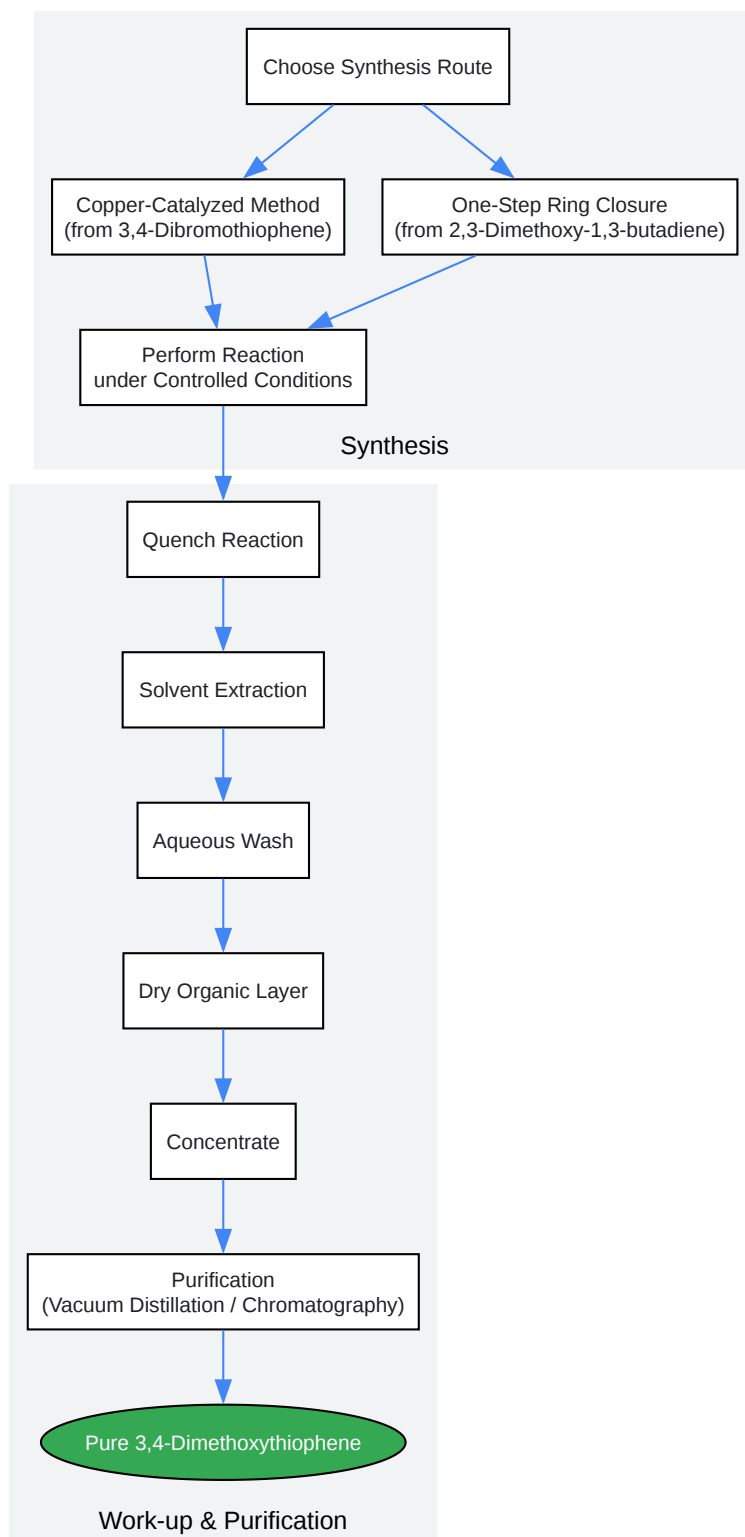 Choose Synthesis Route
Copper-Catalyzed Method
(from 3,4-Dibromothiophene)
One-Step Ring Closure
(from 2,3-Dimethoxy-1,3-butadiene)
Perform Reaction
under Controlled Conditions
Synthesis
Quench Reaction
Solvent Extraction
Aqueous Wash
Dry Organic Layer
Concentrate
Purification
(Vacuum Distillation / Chromatography)
Pure 3,4-Dimethoxythiophene
Work-up & Purification